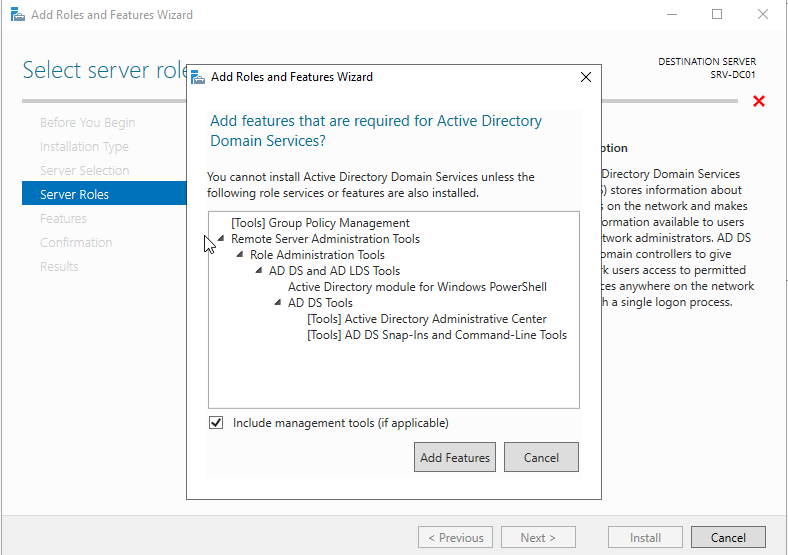 Add Roles and Features Wizard
Select server role
DESTINATION SERVER
SRV-DC01
Before You Begin
Installation Type
Server Selection
Server Roles
Features
Confirmation
Results
Add Roles and Features Wizard
Add features that are required for Active Directory
Domain Services?
You cannot install Active Directory Domain Services unless the
following role services or features are also installed.
[Tools] Group Policy Management
Remote Server Administration Tools
Role Administration Tools
AD DS and AD LDS Tools
Active Directory module for Windows PowerShell
AD DS Tools
[Tools] Active Directory Administrative Center
[Tools] AD DS Snap-Ins and Command-Line Tools
Include management tools (if applicable)
Add Features
Cancel
ption
Directory Domain Services
) stores information about
s on the network and makes
ormation available to users
etwork administrators. AD DS
omain controllers to give
rk users access to permitted
ces anywhere on the network
h a single logon process.
< Previous
Next >
Install
Cancel